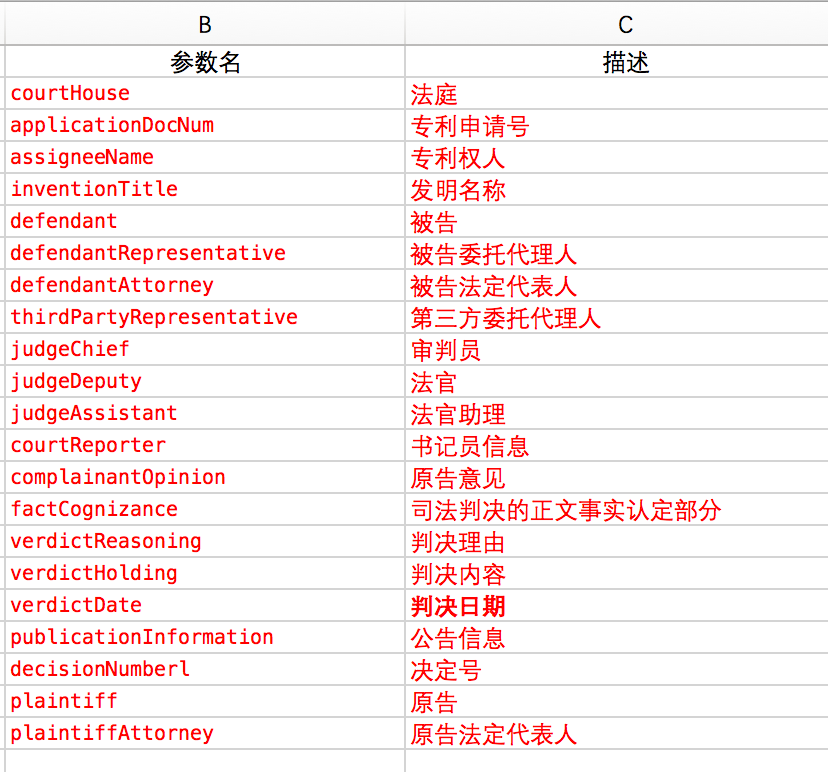 B C
参数名 描述
courtHouse 法庭
applicationDocNum 专利申请号
assigneeName 专利权人
inventionTitle 发明名称
defendant 被告
defendantRepresentative 被告委托代理人
defendantAttorney 被告法定代表人
thirdPartyRepresentative 第三方委托代理人
judgeChief 审判员
judgeDeputy 法官
judgeAssistant 法官助理
courtReporter 书记员信息
complainantOpinion 原告意见
factCognizance 司法判决的正文事实认定部分
verdictReasoning 判决理由
verdictHolding 判决内容
verdictDate 判决日期
publicationInformation 公告信息
decisionNumberl 决定号
plaintiff 原告
plaintiffAttorney 原告法定代表人